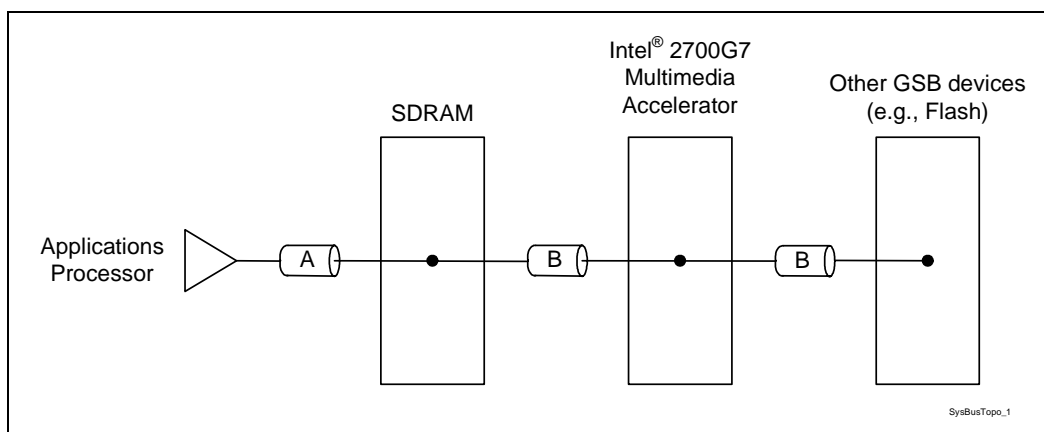 Intel® 2700G7
Multimedia
Accelerator
Other GSB devices
(e.g., Flash)
SDRAM
Applications
Processor
A
B
B
SysBusTopo_1